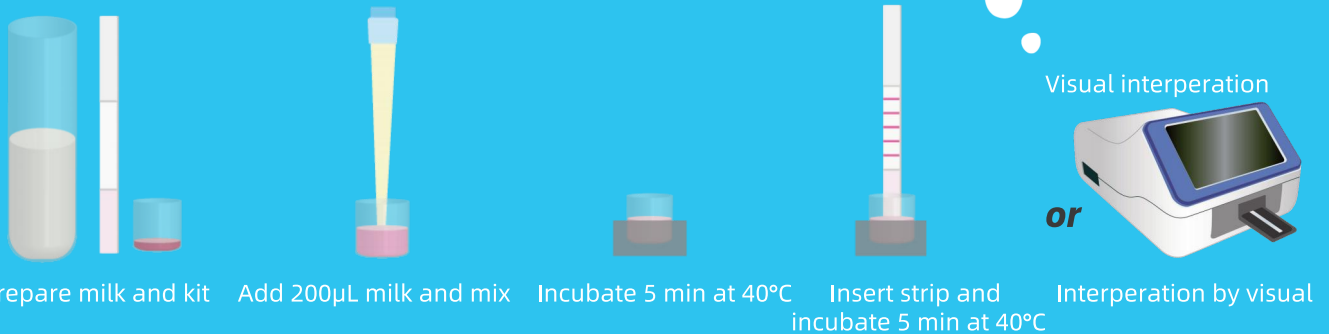 Visual interperation
or
repare milk and kit
Add 200µL milk and mix
Incubate 5 min at 40°C
Insert strip and
incubate 5 min at 40°C
Interperation by visual